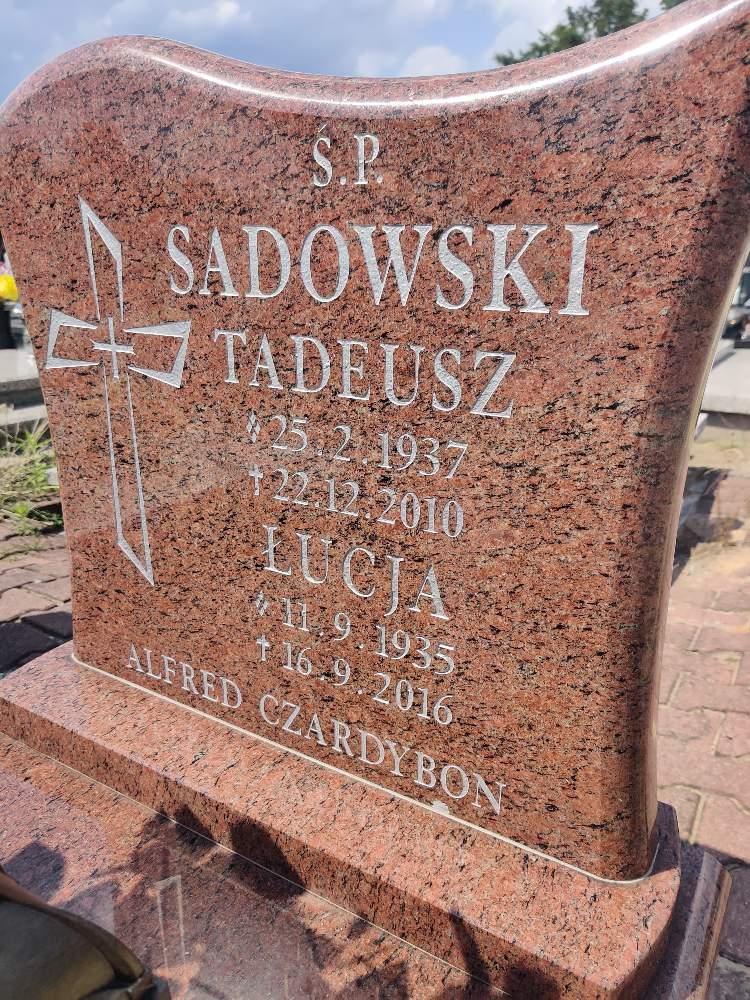 Ś.P.
SADOWSKI
TADEUSZ
25.2.1937
✝ 22.12.2010
ŁUCJA
11.9.1935
✝ 16.9.2016
ALFRED CZARDYBON